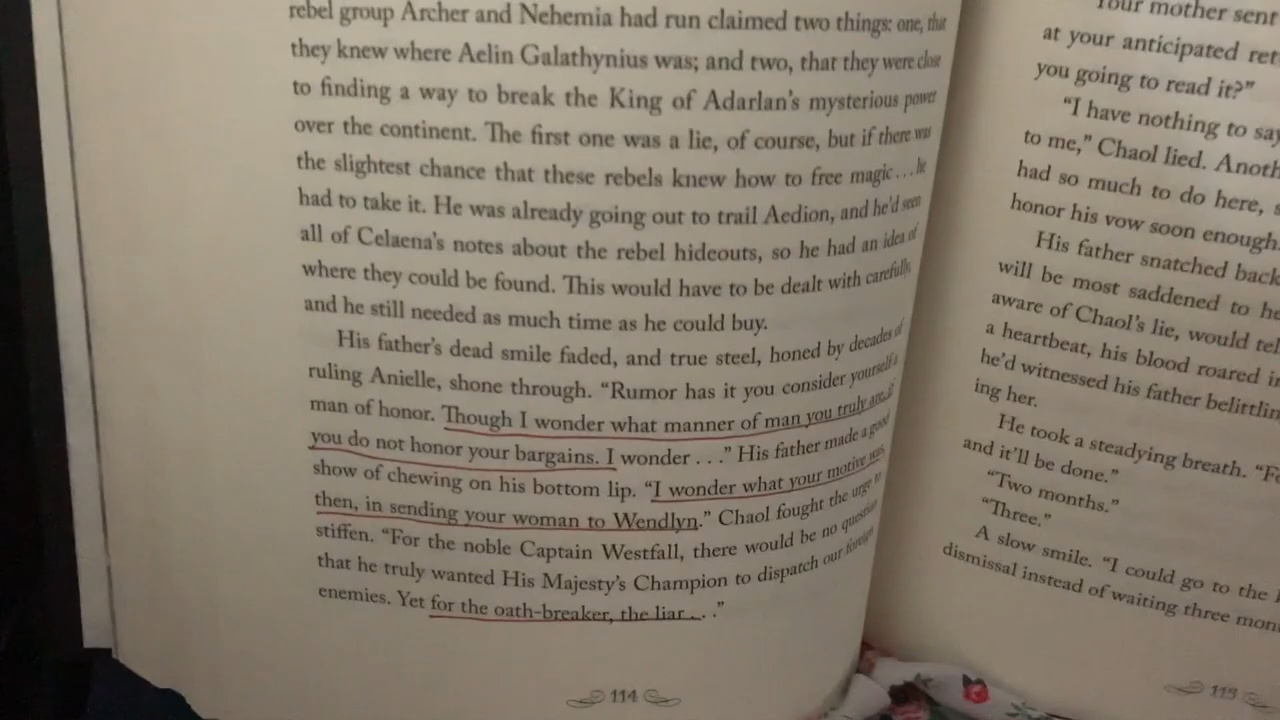 rebel group Archer and Nehemia had run claimed two things: one, that
they knew where Aelin Galathynius was; and two, that they were close
to finding a way to break the King of Adarlan's mysterious power
over the continent. The first one was a lie, of course, but if there was
the slightest chance that these rebels knew how to free magic . . . he
had to take it. He was already going out to trail Aedion, and he'd seen
all of Celaena's notes about the rebel hideouts, so he had an idea of
where they could be found. This would have to be dealt with carefully,
and he still needed as much time as he could buy.
His father's dead smile faded, and true steel, honed by decades of
ruling Anielle, shone through. “Rumor has it you consider yourself a
man of honor. Though I wonder what manner of man you truly are, if
you do not honor your bargains. I wonder . . .” His father made a good
show of chewing on his bottom lip. “I wonder what your motive was,
then, in sending your woman to Wendlyn.” Chaol fought the urge to
stiffen. “For the noble Captain Westfall, there would be no question
that he truly wanted His Majesty's Champion to dispatch our foreign
enemies. Yet for the oath-breaker, the liar . . .”
114
Your mother sent
at your anticipated
you going to read it?”
“I have nothing to say
to me,” Chaol lied.
had so much to do here,
honor his vow soon enough.
His father snatched back
will be most saddened to
aware of Chaol's lie, would
a heartbeat, his blood roared
he'd witnessed his father
ing her.
He took a steadying breath.
and it'll be done.”
“Two months.”
“Three.”
A slow smile. “I could go to the
dismissal instead of waiting three
115